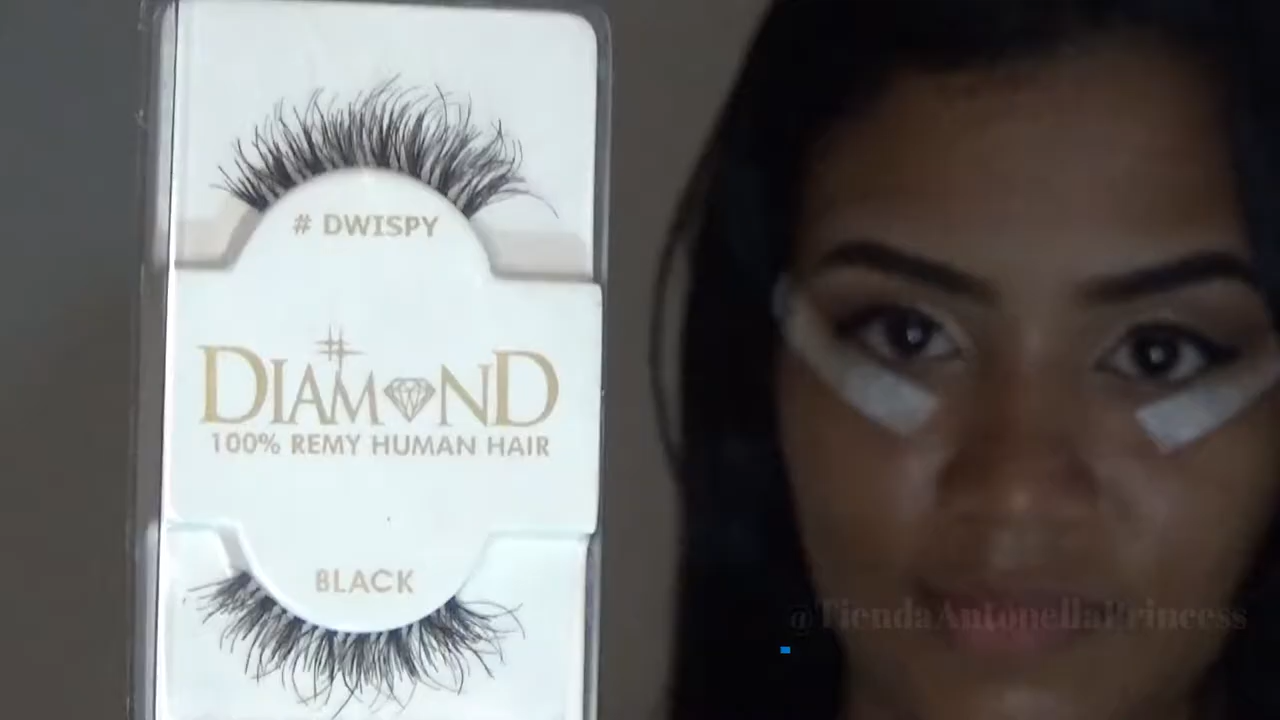 # DWISPY
DIAMOND
100% REMY HUMAN HAIR
BLACK
@TiendaAntonellaPrincess